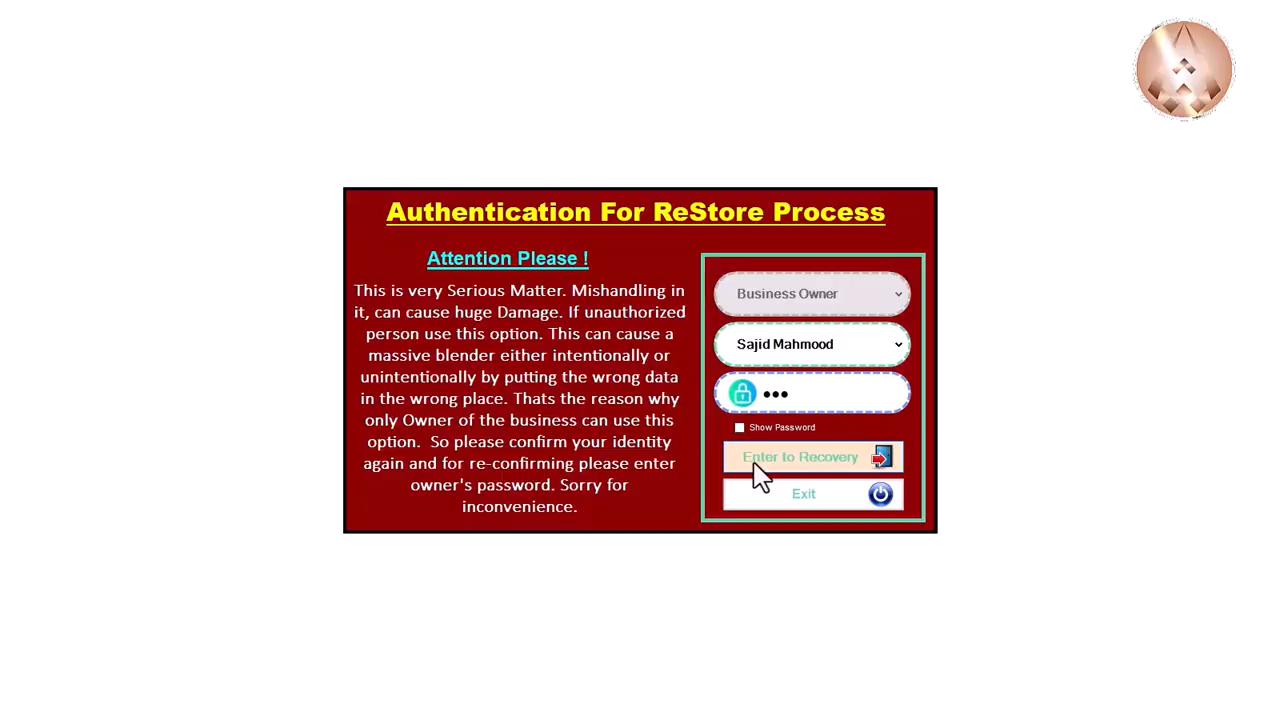 Authentication For ReStore Process
Attention Please !
This is very Serious Matter. Mishandling in
it, can cause huge Damage. If unauthorized
person use this option. This can cause a
massive blender either intentionally or
unintentionally by putting the wrong data
in the wrong place. Thats the reason why
only Owner of the business can use this
option. So please confirm your identity
again and for re-confirming please enter
owner's password. Sorry for
inconvenience.
Business Owner
Sajid Mahmood
•••
Show Password
Enter to Recovery
Exit